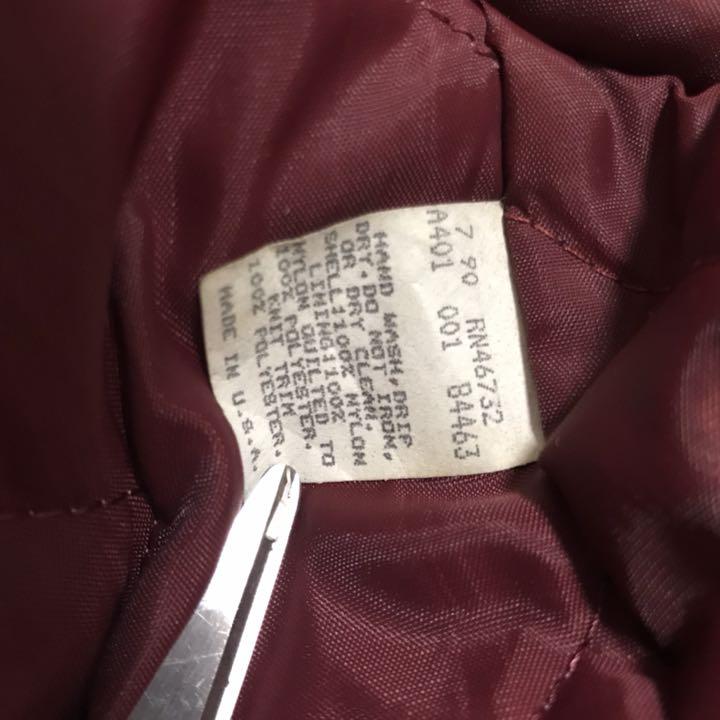 7 90 RN46732
A401 001 B4463
HAND WASH,DRIP
DRY.DO NOT IRON,
OR DRY CLEAN.
SHELL:100% NYLON
LINING:100%
NYLON QUILTED TO
100% POLYESTER.
KNIT TRIM
100% POLYESTER.
MADE IN U.S.A.